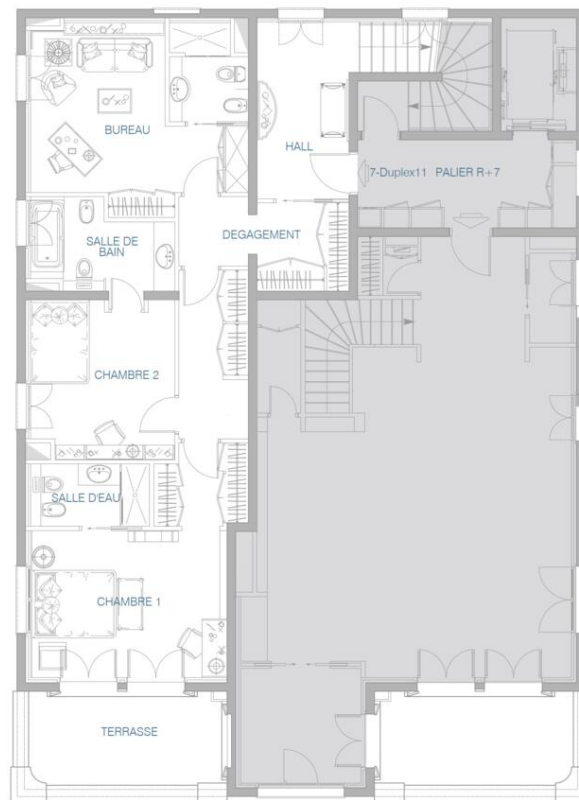 BUREAU
HALL
7-Duplex11 PALIER R+7
DEGAGEMENT
SALLE DE
BAIN
CHAMBRE 2
SALLE D'EAU
CHAMBRE 1
TERRASSE